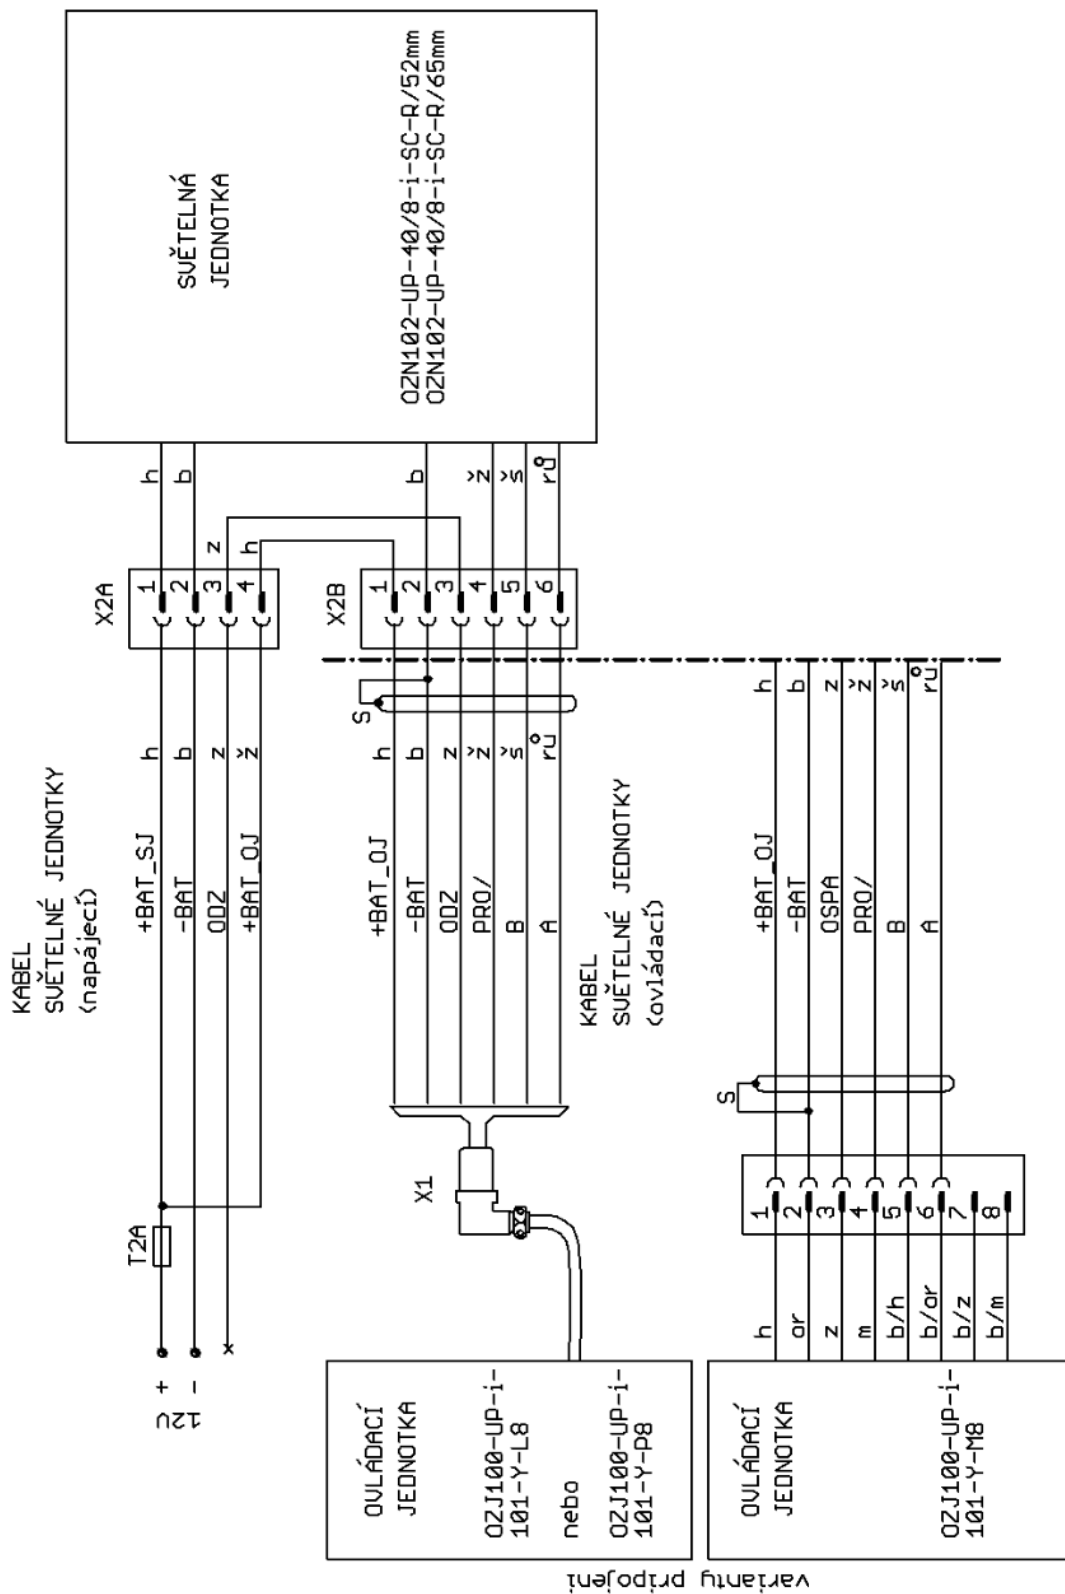 KABEL
SVĚTELNÉ JEDNOTKY
(napájecí)
12V
+
-
T2A
+BAT_SJ
-BAT
ODZ
+BAT_OJ
h
b
z
ž
X2A
1
2
3
4
h
b
z
h
SVĚTELNÁ
JEDNOTKA
OZN102-UP-40/8-i-SC-R/52mm
OZN102-UP-40/8-i-SC-R/65mm
varianty pripojeni
OVLÁDACÍ
JEDNOTKA
OZJ100-UP-i-
101-Y-L8
nebo
OZJ100-UP-i-
101-Y-P8
X1
+BAT_OJ
-BAT
ODZ
PRO/
B
A
h
b
z
ž
š
rů
S
X2B
1
2
3
4
5
6
b
ž
š
rů
KABEL
SVĚTELNÉ JEDNOTKY
(ovládací)
OVLÁDACÍ
JEDNOTKA
OZJ100-UP-i-
101-Y-M8
h
or
z
m
b/h
b/or
b/z
b/m
1
2
3
4
5
6
7
8
S
+BAT_OJ
-BAT
OSPA
PRO/
B
A
h
b
z
ž
š
rů